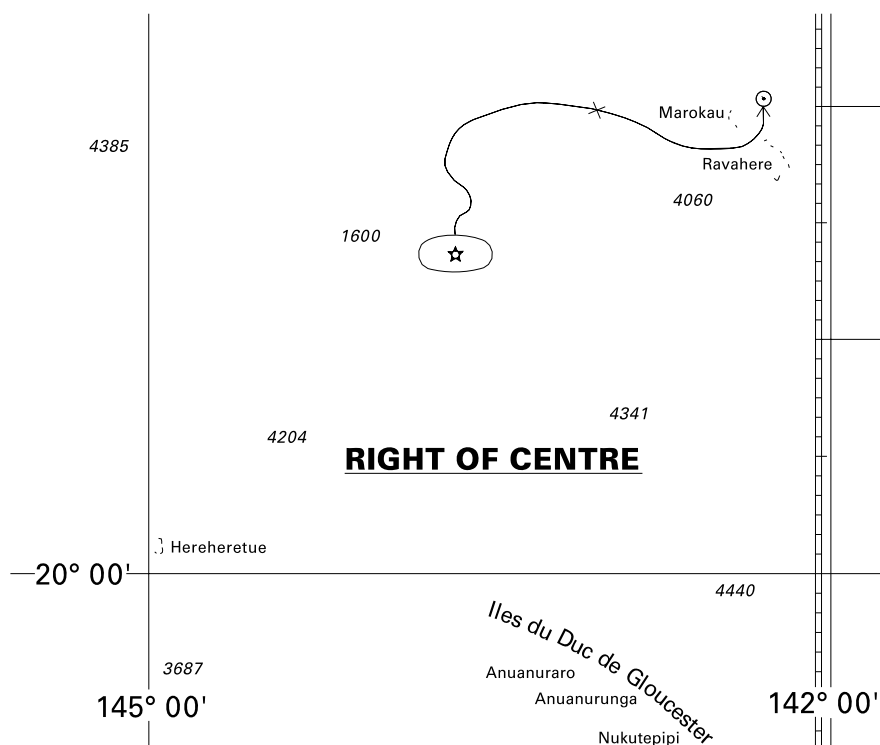 Marokau
4385
Ravahere
4060
1600
4341
4204
RIGHT OF CENTRE
Hereheretue
20° 00'
4440
Iles du Duc de Gloucester
3687
Anuanuraro
Anuanurunga
145° 00'
142° 00'
Nukutepipi